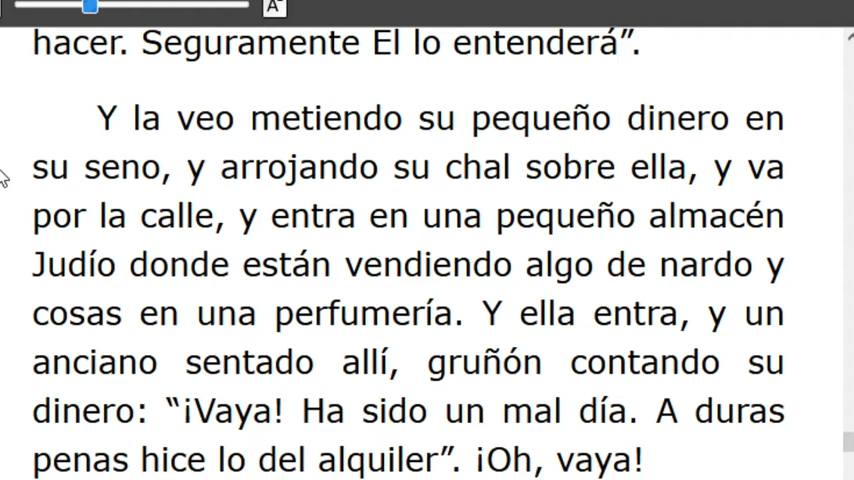 A
hacer. Seguramente El lo entenderá”.
Y la veo metiendo su pequeño dinero en
su seno, y arrojando su chal sobre ella, y va
por la calle, y entra en una pequeño almacén
Judío donde están vendiendo algo de nardo y
cosas en una perfumería. Y ella entra, y un
anciano sentado allí, gruñón contando su
dinero: “¡Vaya! Ha sido un mal día. A duras
penas hice lo del alquiler”. ¡Oh, vaya!